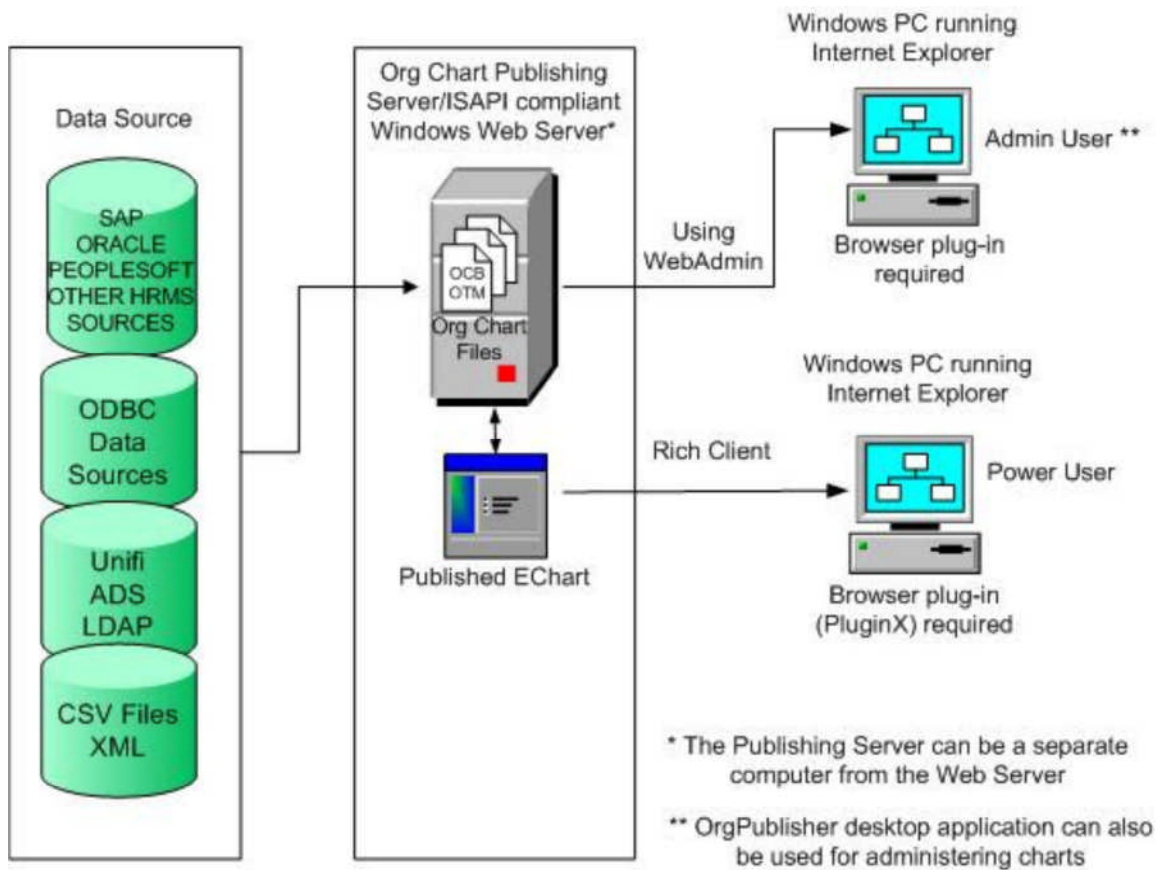 Data Source
SAP
ORACLE
PEOPLESOFT
OTHER HRMS
SOURCES
ODBC
Data
Sources
Unifi
ADS
LDAP
CSV Files
XML
Org Chart Publishing
Server/ISAPI compliant
Windows Web Server*
OCB
OTM
Org Chart
Files
Published EChart
Using
WebAdmin
Rich Client
Windows PC running
Internet Explorer
Admin User **
Browser plug-in
required
Windows PC running
Internet Explorer
Power User
Browser plug-in
(PluginX) required
* The Publishing Server can be a separate
computer from the Web Server
** OrgPublisher desktop application can also
be used for administering charts